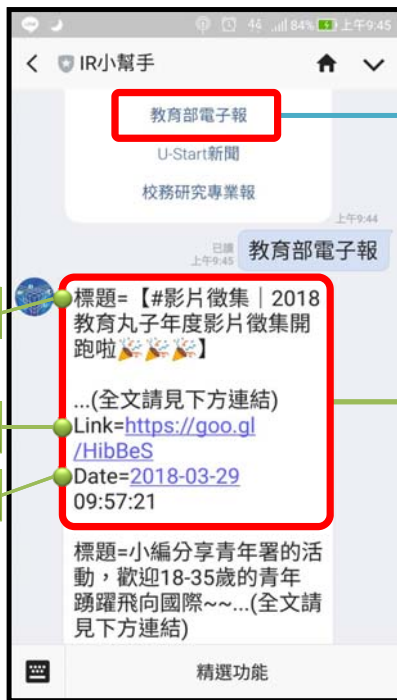 4G 84% 上午9:45
IR小幫手
教育部電子報
U-Start新聞
校務研究專業報
上午9:44
已讀
上午9:45
教育部電子報
標題=【#影片徵集｜2018
教育丸子年度影片徵集開
跑啦🎉🎉🎉】
...(全文請見下方連結)
Link=https://goo.gl
/HibBeS
Date=2018-03-29
09:57:21
標題=小編分享青年署的活
動，歡迎18-35歲的青年
踴躍飛向國際~~...(全文請
見下方連結)
精選功能